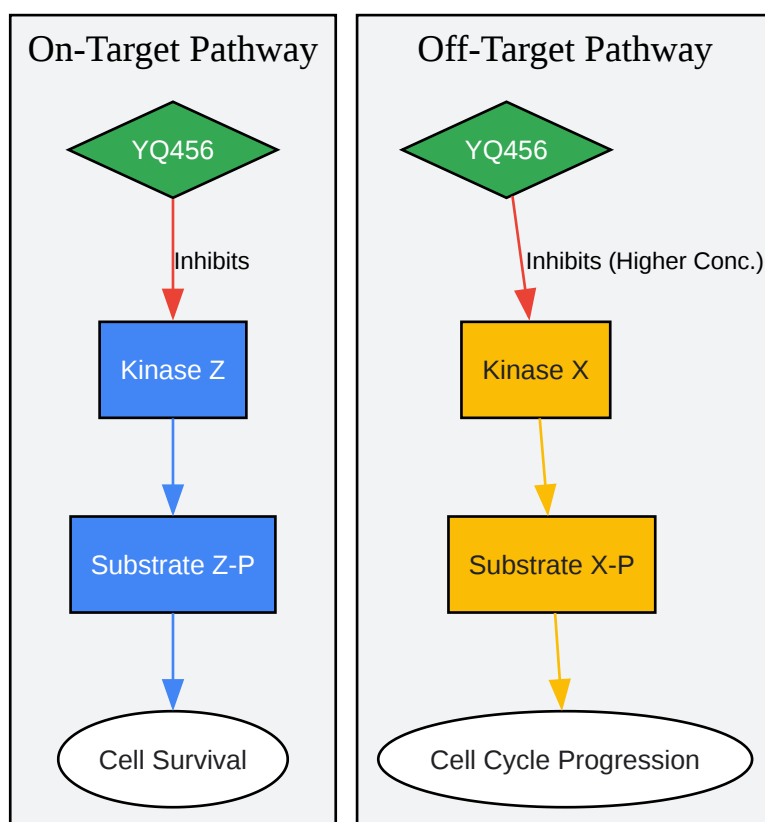 On-Target Pathway
YQ456
Inhibits
Kinase Z
Substrate Z-P
Cell Survival
Off-Target Pathway
YQ456
Inhibits (Higher Conc.)
Kinase X
Substrate X-P
Cell Cycle Progression